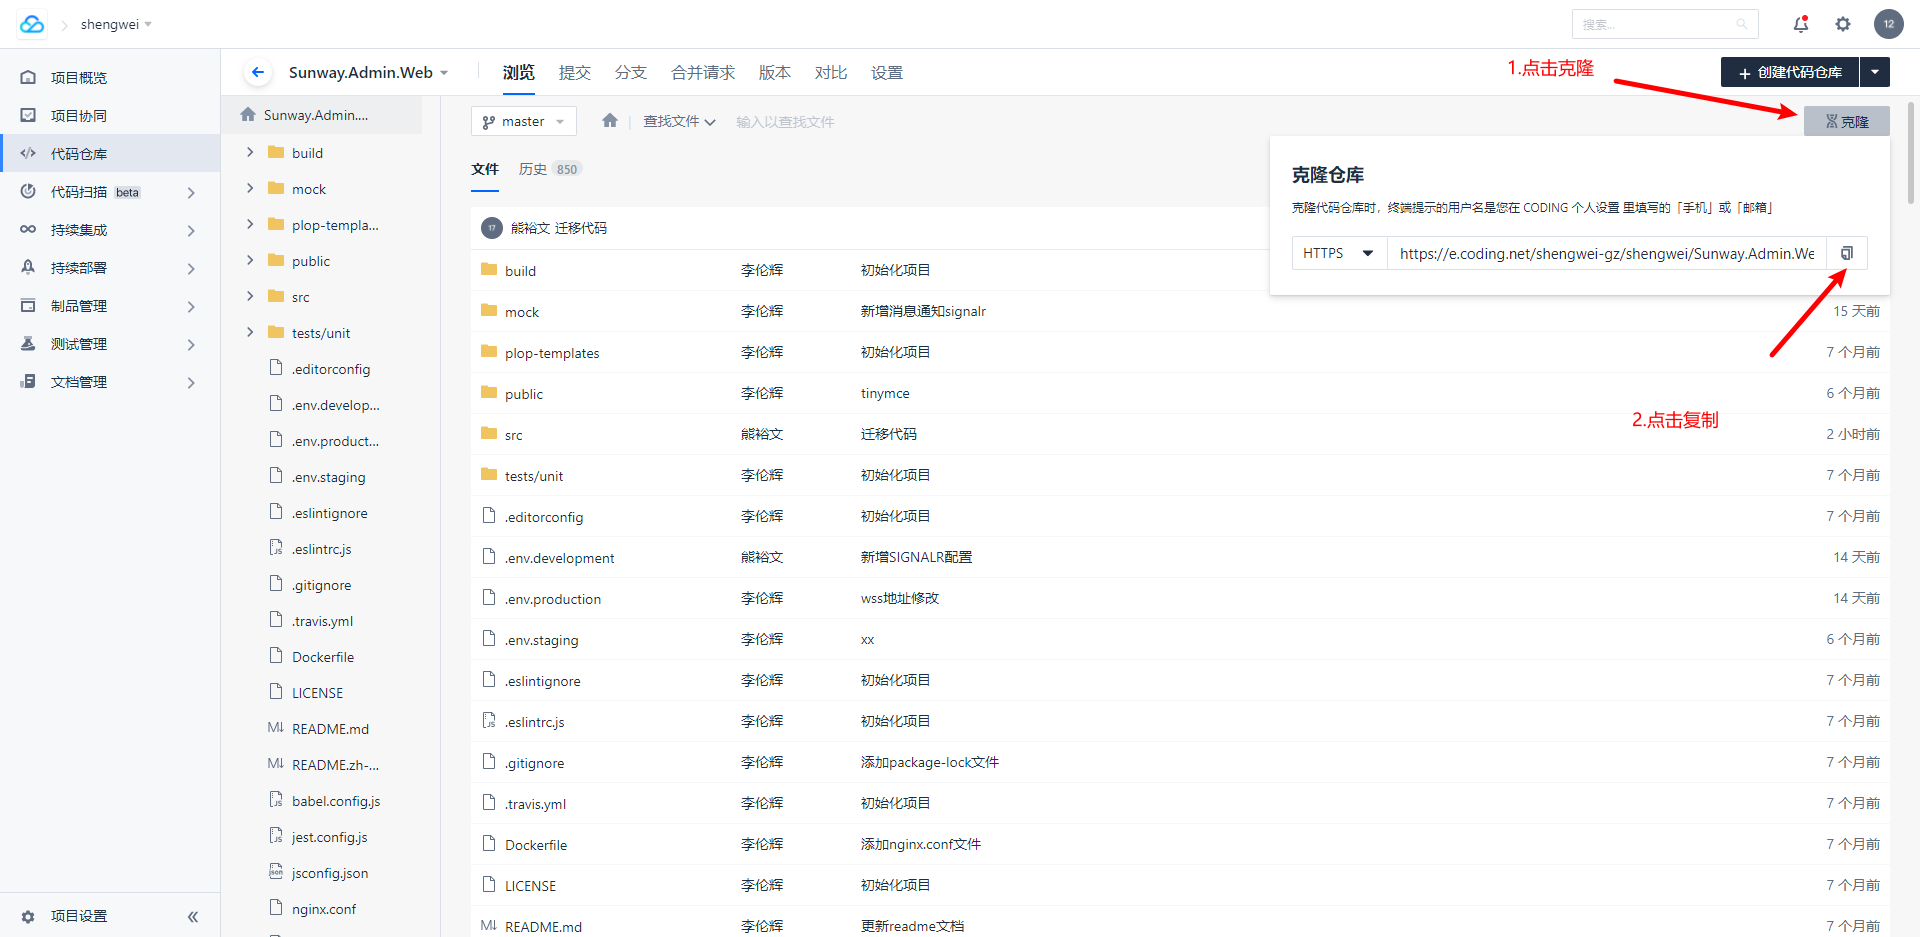 shengwei
搜索...
12
项目概览
项目协同
代码仓库
代码扫描 beta
持续集成
持续部署
制品管理
测试管理
文档管理
项目设置
Sunway.Admin.Web
浏览 提交 分支 合并请求 版本 对比 设置
1.点击克隆
创建代码仓库
Sunway.Admin....
build
mock
plop-templa...
public
src
tests/unit
.editorconfig
.env.develop...
.env.product...
.env.staging
.eslintignore
.eslintrc.js
.gitignore
.travis.yml
Dockerfile
LICENSE
README.md
README.zh-...
babel.config.js
jest.config.js
jsconfig.json
nginx.conf
master 查找文件 输入以查找文件
克隆
文件 历史 850
克隆仓库
克隆代码仓库时，终端提示的用户名是您在 CODING 个人设置 里填写的「手机」或「邮箱」
HTTPS https://e.coding.net/shengwei-gz/shengwei/Sunway.Admin.We
2.点击复制
17 熊裕文 迁移代码
build 李伦辉 初始化项目
mock 李伦辉 新增消息通知signalr 15 天前
plop-templates 李伦辉 初始化项目 7 个月前
public 李伦辉 tinymce 6 个月前
src 熊裕文 迁移代码 2 小时前
tests/unit 李伦辉 初始化项目 7 个月前
.editorconfig 李伦辉 初始化项目 7 个月前
.env.development 熊裕文 新增SIGNALR配置 14 天前
.env.production 李伦辉 wss地址修改 14 天前
.env.staging 李伦辉 xx 6 个月前
.eslintignore 李伦辉 初始化项目 7 个月前
.eslintrc.js 李伦辉 初始化项目 7 个月前
.gitignore 李伦辉 添加package-lock文件 7 个月前
.travis.yml 李伦辉 初始化项目 7 个月前
Dockerfile 李伦辉 添加nginx.conf文件 7 个月前
LICENSE 李伦辉 初始化项目 7 个月前
README.md 李伦辉 更新readme文档 7 个月前